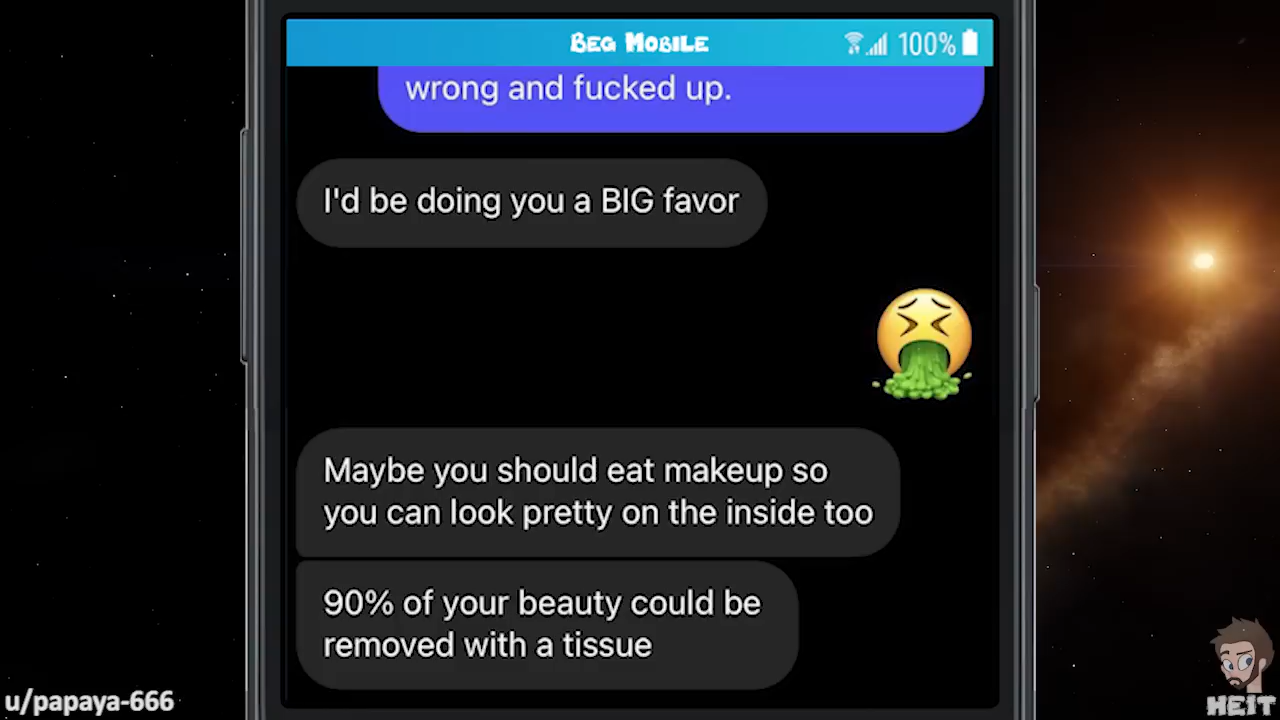 BEG MOBILE
100%
wrong and fucked up.
I'd be doing you a BIG favor
Maybe you should eat makeup so
you can look pretty on the inside too
90% of your beauty could be
removed with a tissue
u/papaya-666
HEIT